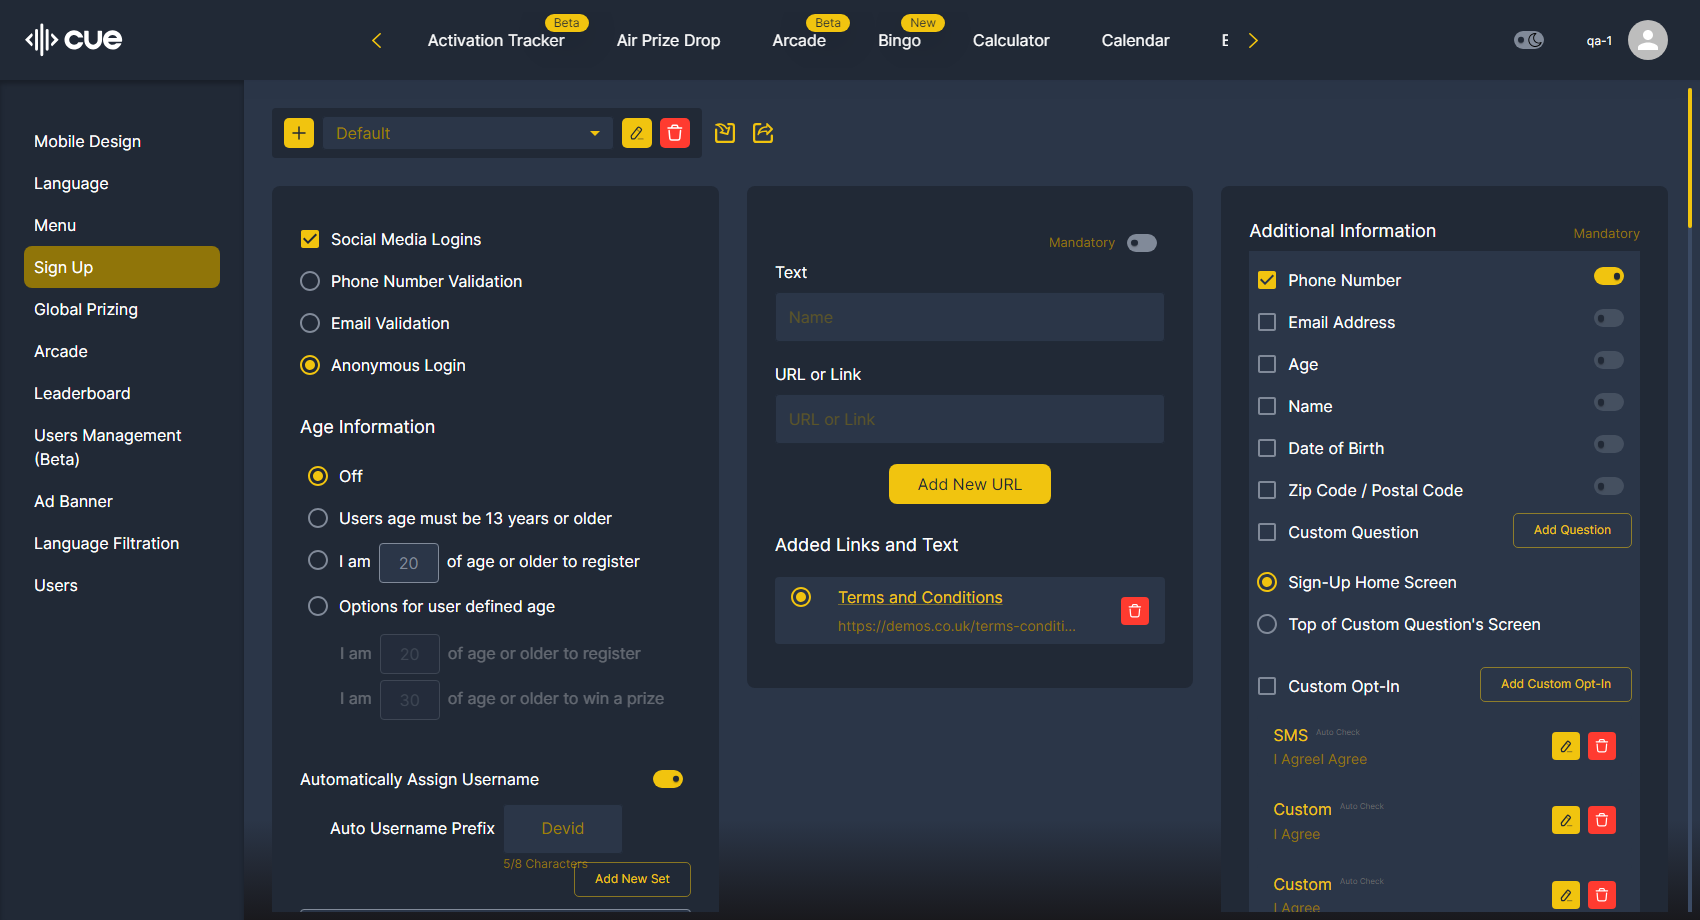 cue
Activation Tracker
Beta
Air Prize Drop
Arcade
Beta
Bingo
New
Calculator
Calendar
qa-1
Mobile Design
Language
Menu
Sign Up
Global Prizing
Arcade
Leaderboard
Users Management
(Beta)
Ad Banner
Language Filtration
Users
Default
Social Media Logins
Phone Number Validation
Email Validation
Anonymous Login
Age Information
Off
Users age must be 13 years or older
I am 20 of age or older to register
Options for user defined age
I am 20 of age or older to register
I am 30 of age or older to win a prize
Automatically Assign Username
Auto Username Prefix Devid
5/8 Characters
Add New Set
Mandatory
Text
Name
URL or Link
URL or Link
Add New URL
Added Links and Text
Terms and Conditions
https://demos.co.uk/terms-conditi...
Additional Information
Mandatory
Phone Number
Email Address
Age
Name
Date of Birth
Zip Code / Postal Code
Custom Question
Add Question
Sign-Up Home Screen
Top of Custom Question's Screen
Custom Opt-In
Add Custom Opt-In
SMS Auto Check
I AgreeI Agree
Custom Auto Check
I Agree
Custom Auto Check
I Agree